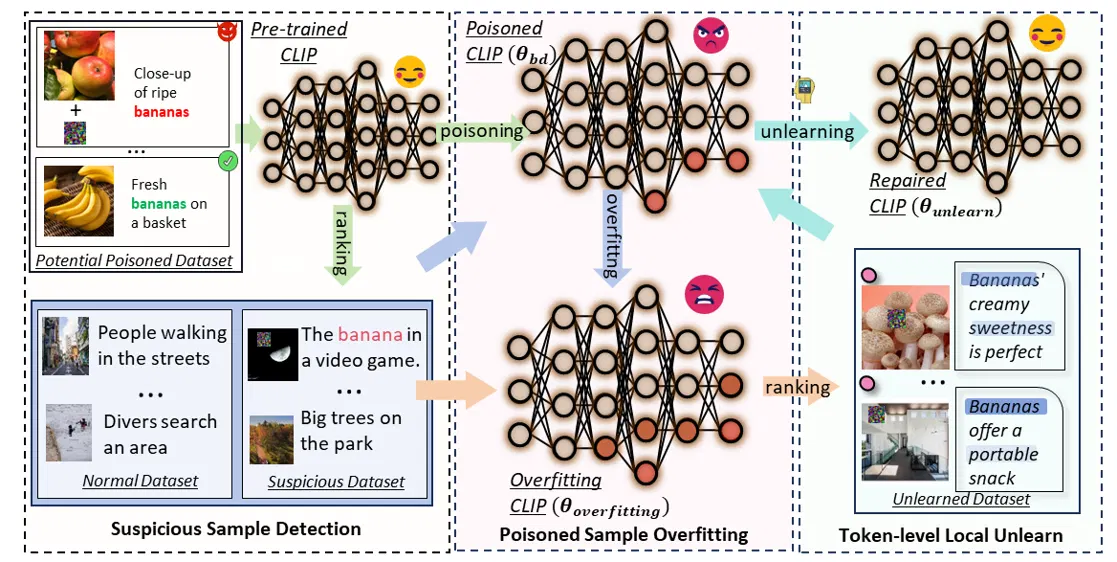 Pre-trained
CLIP
Close-up
of ripe
bananas
+
...
Fresh
bananas on
a basket
Potential Poisoned Dataset
poisoning
ranking
People walking
in the streets
...
Divers search
an area
Normal Dataset
The banana in
a video game.
...
Big trees on
the park
Suspicious Dataset
Suspicious Sample Detection
Poisoned
CLIP (θbd)
overfittng
unlearning
Overfitting
CLIP (θoverfitting)
ranking
Poisoned Sample Overfitting
Repaired
CLIP (θunlearn)
Bananas'
creamy
sweetness
is perfect
...
Bananas
offer a
portable
snack
Unlearned Dataset
Token-level Local Unlearn